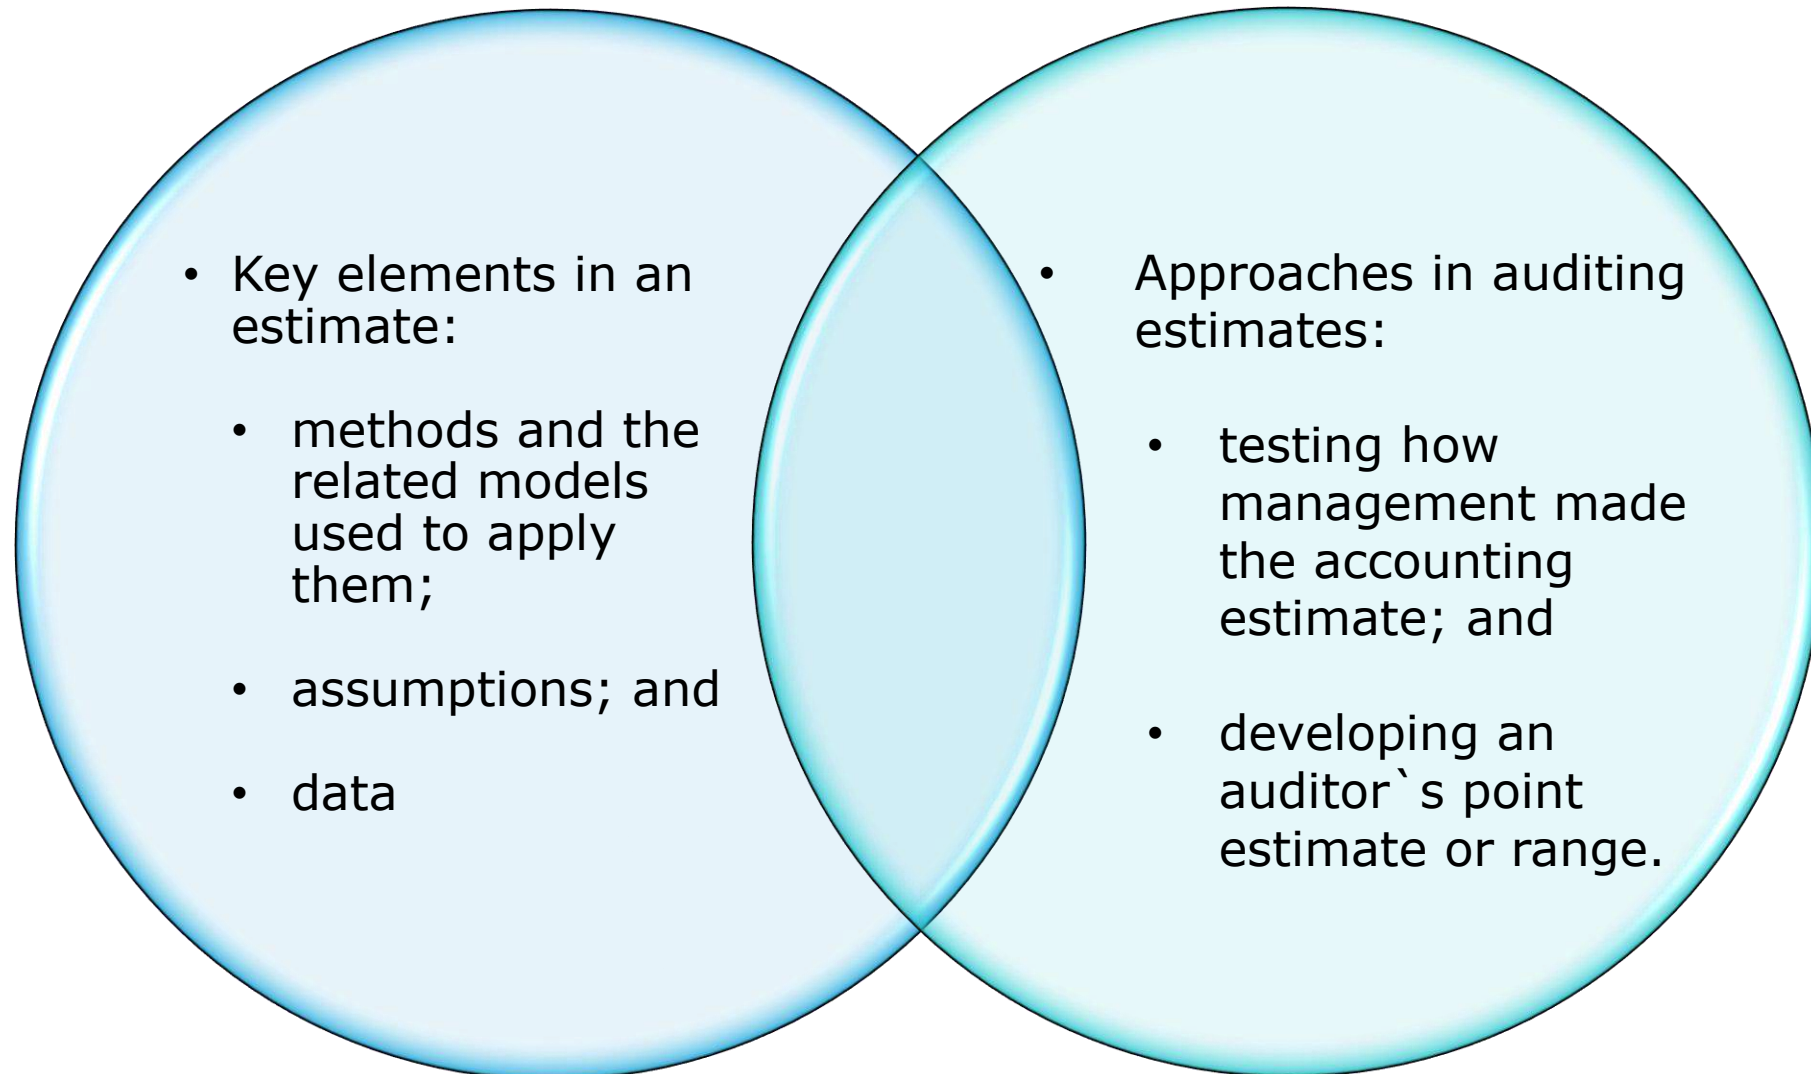 • Key elements in an
estimate:
• methods and the
related models
used to apply
them;
• assumptions; and
• data
• Approaches in auditing
estimates:
• testing how
management made
the accounting
estimate; and
• developing an
auditor`s point
estimate or range.